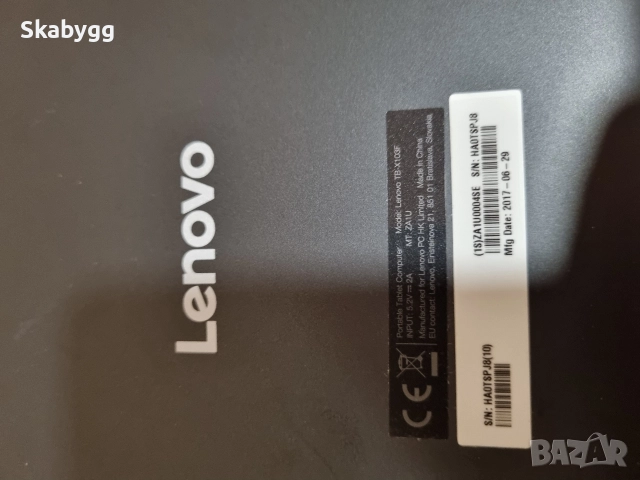 Skabygg
Lenovo
Portable Tablet Computer Model: Lenovo TB-X103F
INPUT: 5.2V⎓2A MT: ZA1U
Manufactured for Lenovo PC HK Limited Made in China
EU contact: Lenovo, Einsteinova 21, 851 01 Bratislava, Slovakia
CE
(1S)ZA1U0004SE S/N: HA0TSPJ8
Mfg Date: 2017-06-29
S/N: HA0TSPJ8(10)
BAZAR